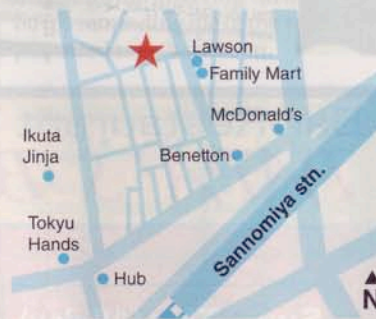 Lawson
Family Mart
McDonald's
Ikuta
Jinja
Benetton
Sannomiya stn.
Tokyu
Hands
Hub
N